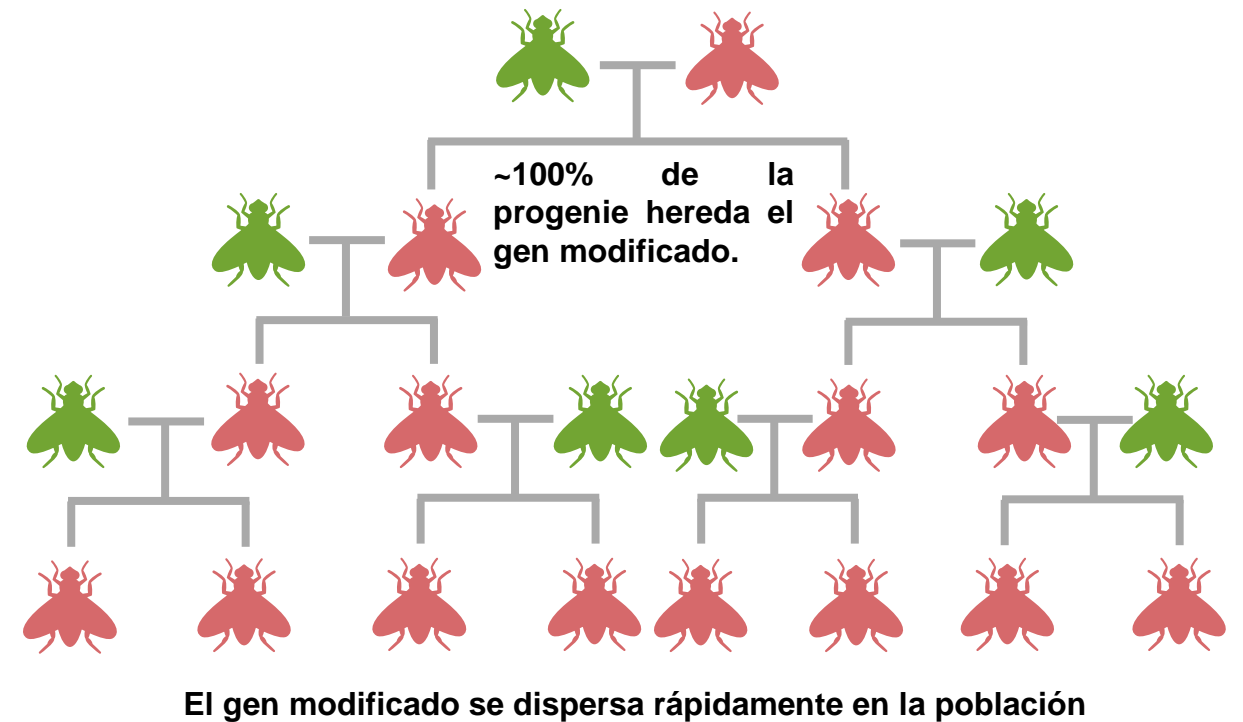 ~100% de la
progenie hereda el
gen modificado.
El gen modificado se dispersa rápidamente en la población